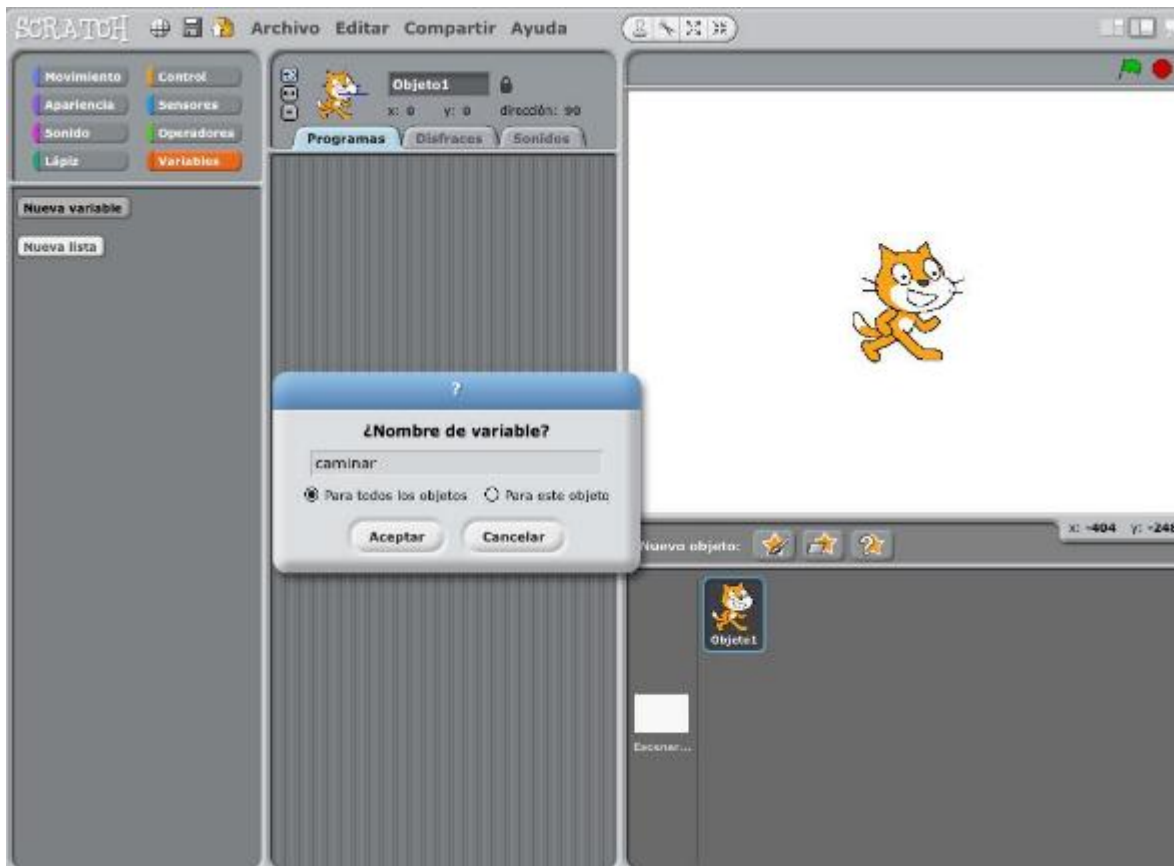 SCRATCH Archivo Editar Compartir Ayuda
Movimiento Control
Apariencia Sensores
Sonido Operadores
Lápiz Variables
Nueva variable
Nueva lista
Objeto1
x: 0 y: 0 dirección: 90
Programas Disfraces Sonidos
?
¿Nombre de variable?
caminar
Para todos los objetos Para este objeto
Aceptar Cancelar
x: -404 y: -248
Nuevo objeto:
Objeto1
Escenar...